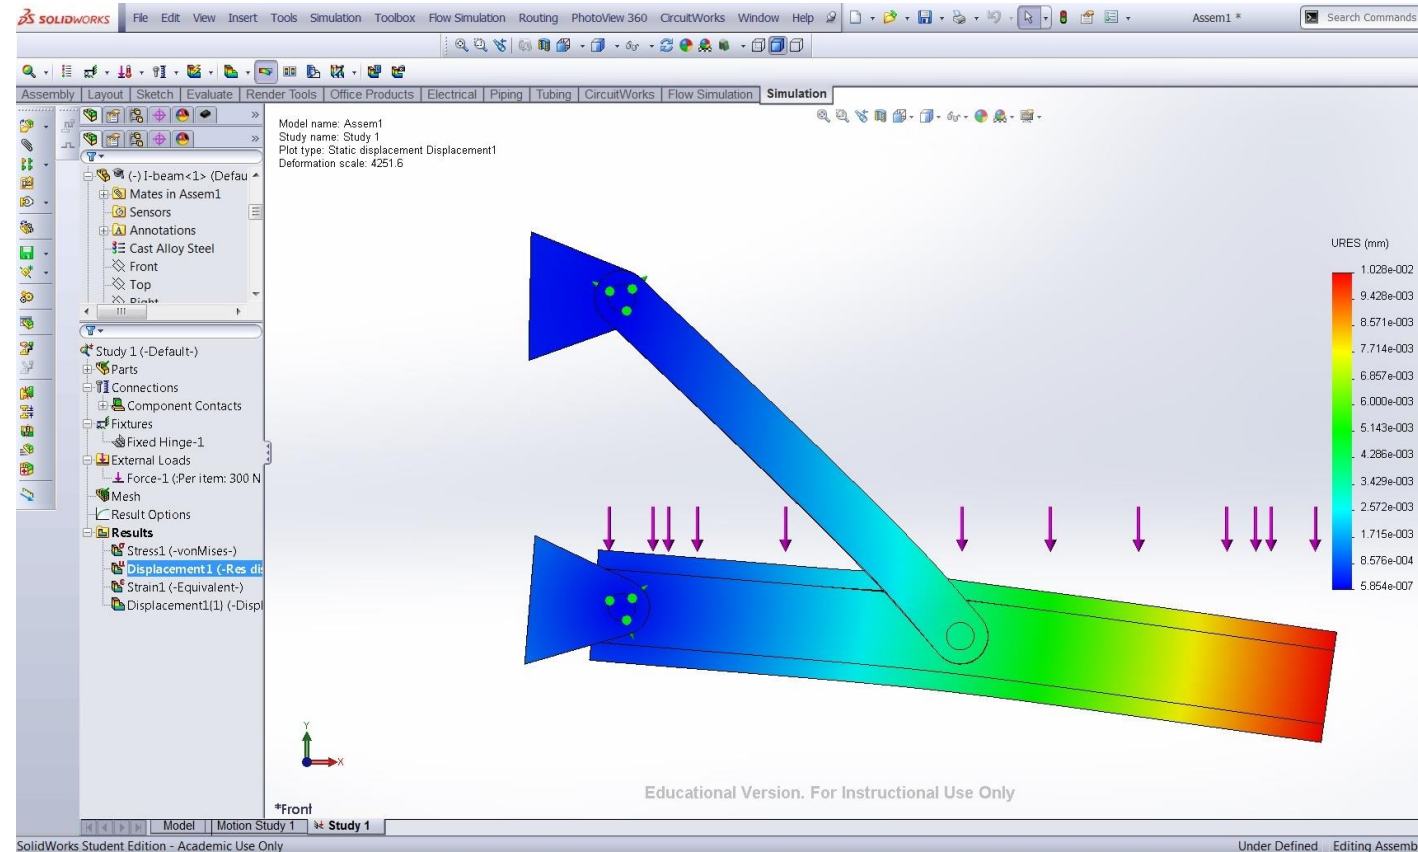 SOLIDWORKS File Edit View Insert Tools Simulation Toolbox Flow Simulation Routing PhotoView 360 CircuitWorks Window Help Assem1 * Search Commands
Assembly Layout Sketch Evaluate Render Tools Office Products Electrical Piping Tubing CircuitWorks Flow Simulation Simulation
Model name: Assem1
Study name: Study 1
Plot type: Static displacement Displacement1
Deformation scale: 4251.6
(-) I-beam<1> (Defau
Mates in Assem1
Sensors
Annotations
Cast Alloy Steel
Front
Top
Right
Study 1 (-Default-)
Parts
Connections
Component Contacts
Fixtures
Fixed Hinge-1
External Loads
Force-1 (:Per item: 300 N
Mesh
Result Options
Results
Stress1 (-vonMises-)
Displacement1 (-Res di
Strain1 (-Equivalent-)
Displacement1(1) (-Displ
URES (mm)
1.028e-002
9.428e-003
8.571e-003
7.714e-003
6.857e-003
6.000e-003
5.143e-003
4.286e-003
3.429e-003
2.572e-003
1.715e-003
8.576e-004
5.854e-007
Y
X
Educational Version. For Instructional Use Only
*Front
Model Motion Study 1 Study 1
SolidWorks Student Edition - Academic Use Only Under Defined Editing Assemb